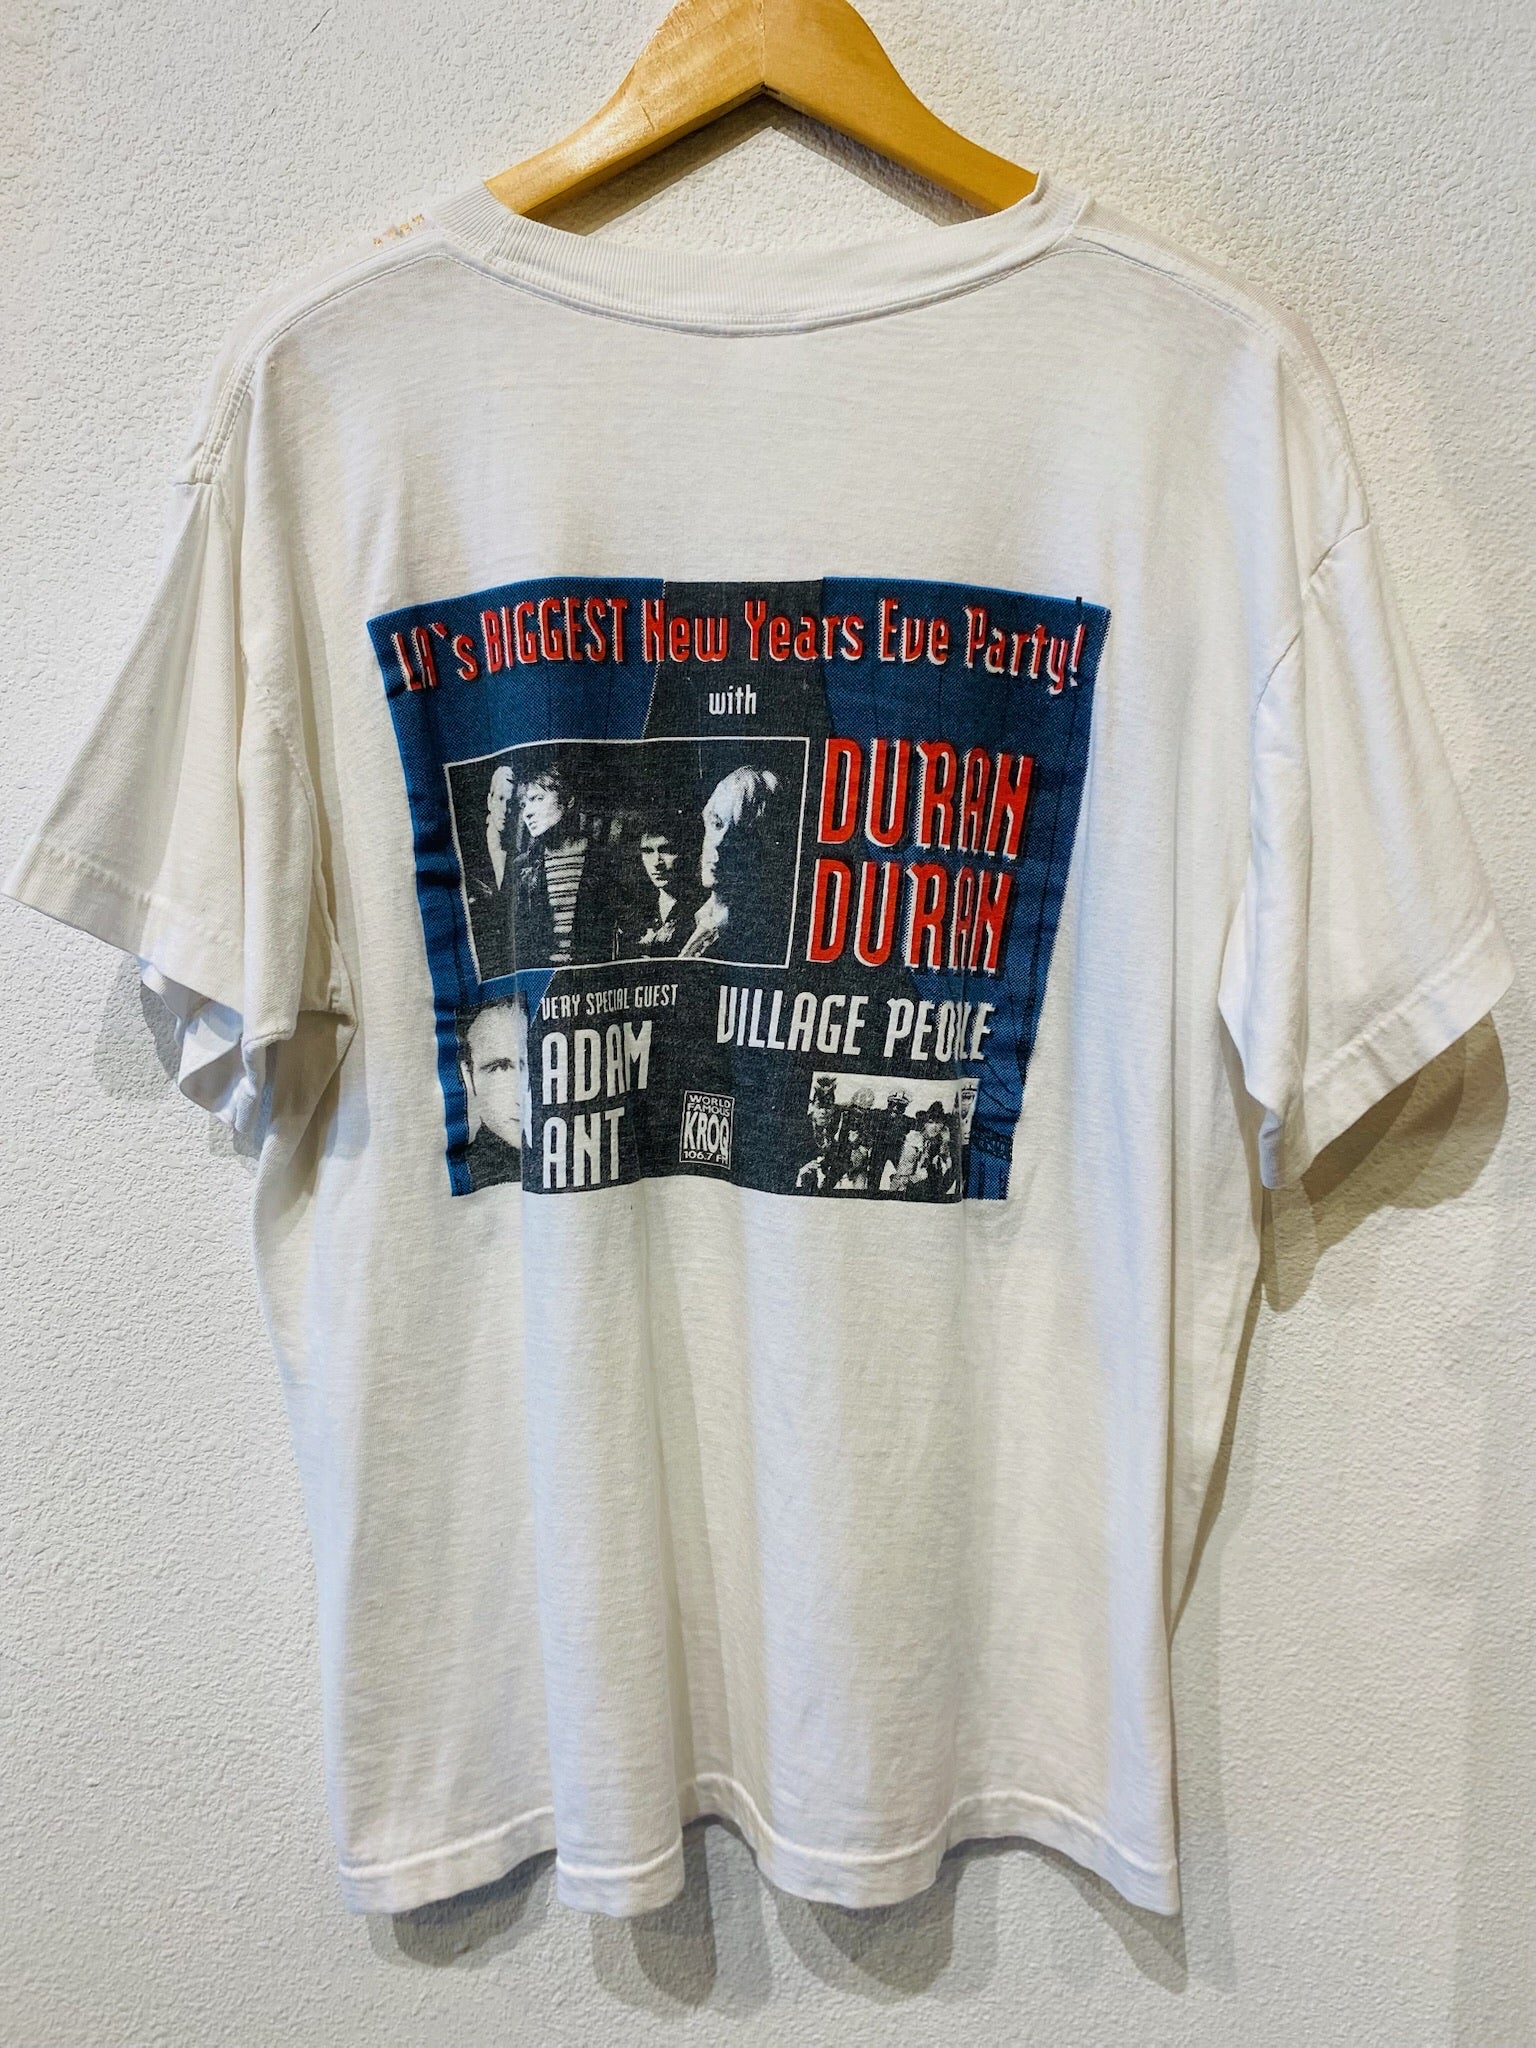 LA`s BIGGEST New Years Eve Party!
with
DURAN
DURAN
VERY SPECIAL GUEST
ADAM
ANT
VILLAGE PEOPLE
WORLD
FAMOUS
KROQ
106.7 FM